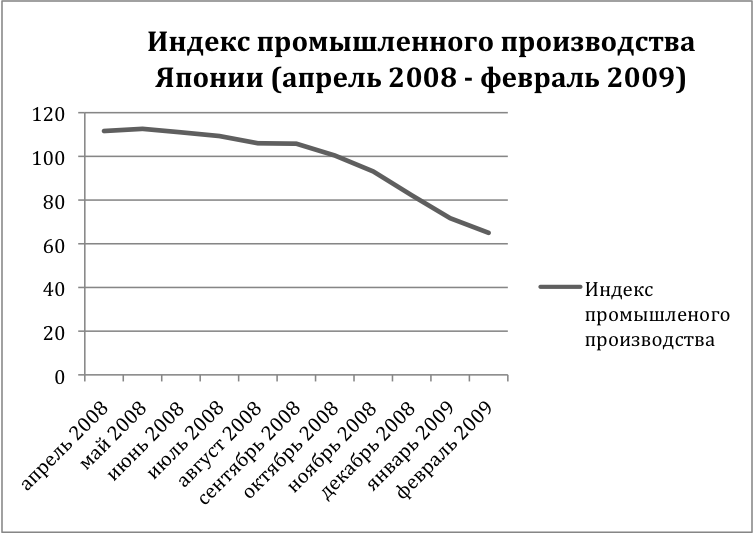 Индекс промышленного производства
Японии (апрель 2008 - февраль 2009)
120
100
80
60
40
20
0
Индекс
промышленого
производства
апрель 2008
май 2008
июнь 2008
июль 2008
август 2008
сентябрь 2008
октябрь 2008
ноябрь 2008
декабрь 2008
январь 2009
февраль 2009